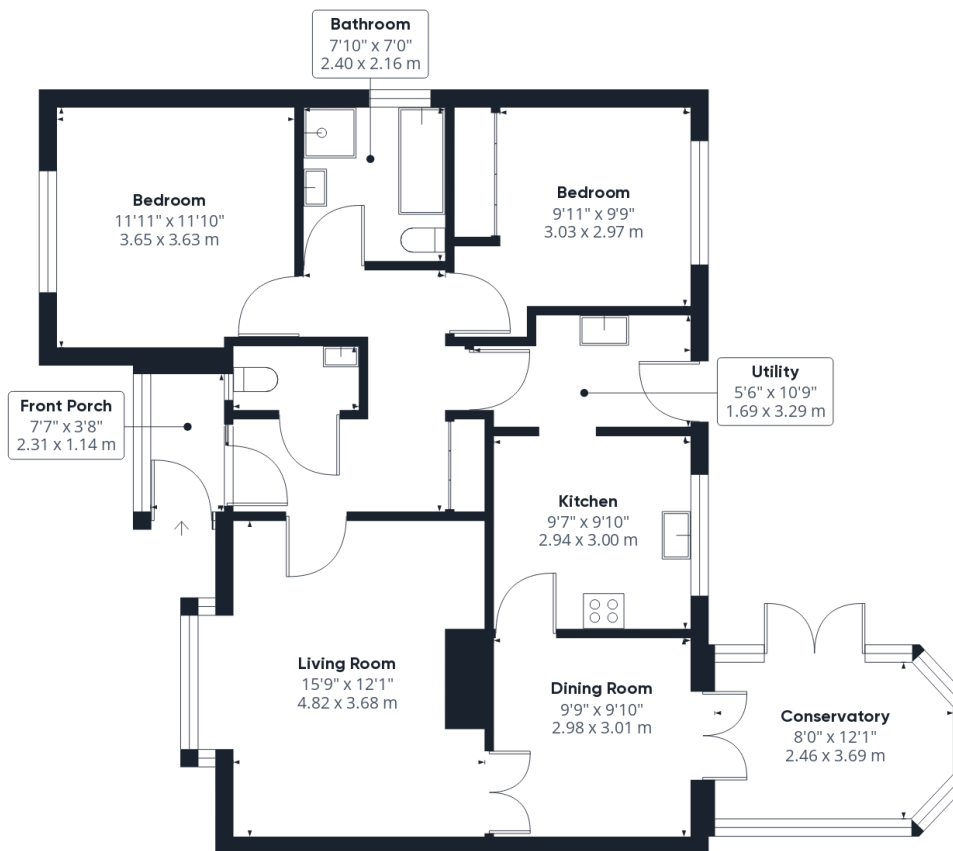 Bathroom
7'10" x 7'0"
2.40 x 2.16 m
Bedroom
11'11" x 11'10"
3.65 x 3.63 m
Bedroom
9'11" x 9'9"
3.03 x 2.97 m
Utility
5'6" x 10'9"
1.69 x 3.29 m
Front Porch
7'7" x 3'8"
2.31 x 1.14 m
Kitchen
9'7" x 9'10"
2.94 x 3.00 m
Living Room
15'9" x 12'1"
4.82 x 3.68 m
Dining Room
9'9" x 9'10"
2.98 x 3.01 m
Conservatory
8'0" x 12'1"
2.46 x 3.69 m